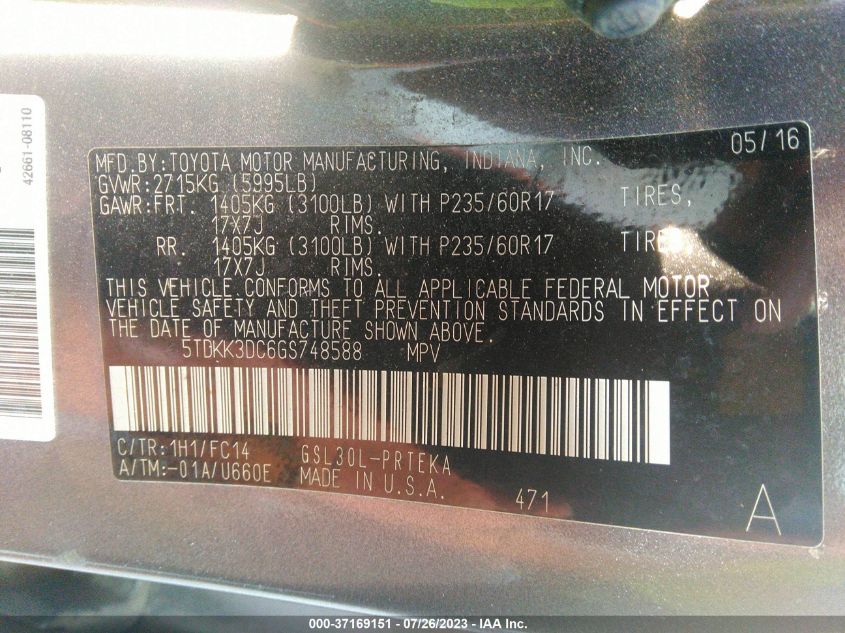 42661-08110
05/16
MFD.BY:TOYOTA MOTOR MANUFACTURING, INDIANA, INC.
GVWR:2715KG (5995LB)
GAWR:FRT. 1405KG (3100LB) WITH P235/60R17 TIRES,
17X7J RIMS.
RR. 1405KG (3100LB) WITH P235/60R17 TIRES
17X7J RIMS.
THIS VEHICLE CONFORMS TO ALL APPLICABLE FEDERAL MOTOR
VEHICLE SAFETY AND THEFT PREVENTION STANDARDS IN EFFECT ON
THE DATE OF MANUFACTURE SHOWN ABOVE.
5TDKK3DC6GS748588 MPV
C/TR:1H1/FC14 GSL30L-PRTEKA
A/TM:-01A/U660E MADE IN U.S.A.
471
A
000-37169151 - 07/26/2023 - IAA Inc.